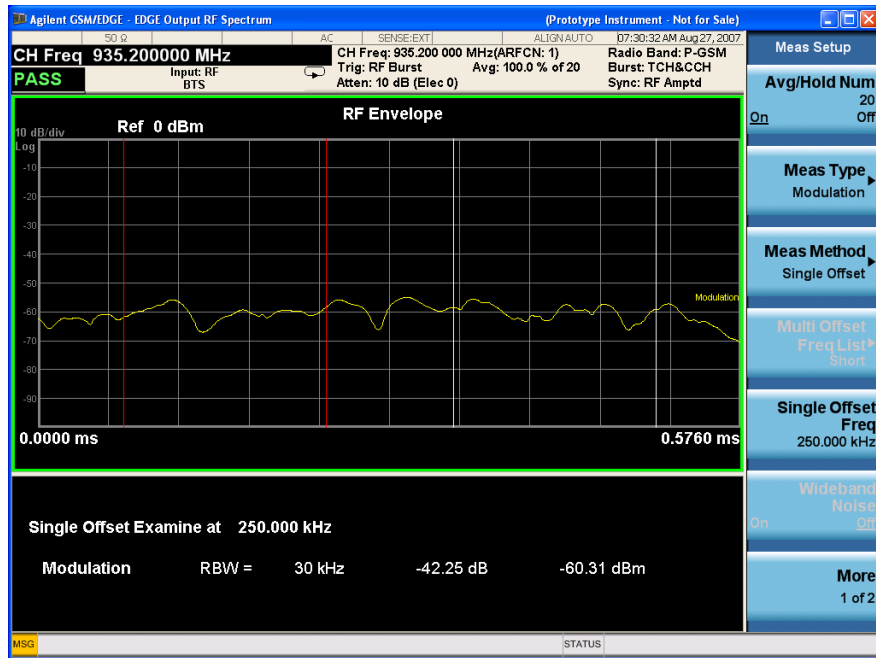 Agilent GSM/EDGE - EDGE Output RF Spectrum (Prototype Instrument - Not for Sale)
50 Ω AC SENSE:EXT ALIGN AUTO 07:30:32 AM Aug 27, 2007
CH Freq 935.200000 MHz
PASS
Input: RF
BTS
CH Freq: 935.200 000 MHz(ARFCN: 1)
Trig: RF Burst Avg: 100.0 % of 20
Atten: 10 dB (Elec 0)
Radio Band: P-GSM
Burst: TCH&CCH
Sync: RF Amptd
RF Envelope
10 dB/div Ref 0 dBm
Log
-10
-20
-30
-40
-50
-60
-70
-80
-90
Modulation
0.0000 ms 0.5760 ms
Single Offset Examine at 250.000 kHz
Modulation RBW = 30 kHz -42.25 dB -60.31 dBm
Meas Setup
Avg/Hold Num
20
On Off
Meas Type
Modulation
Meas Method
Single Offset
Multi Offset
Freq List
Short
Single Offset
Freq
250.000 kHz
Wideband
Noise
On Off
More
1 of 2
MSG STATUS